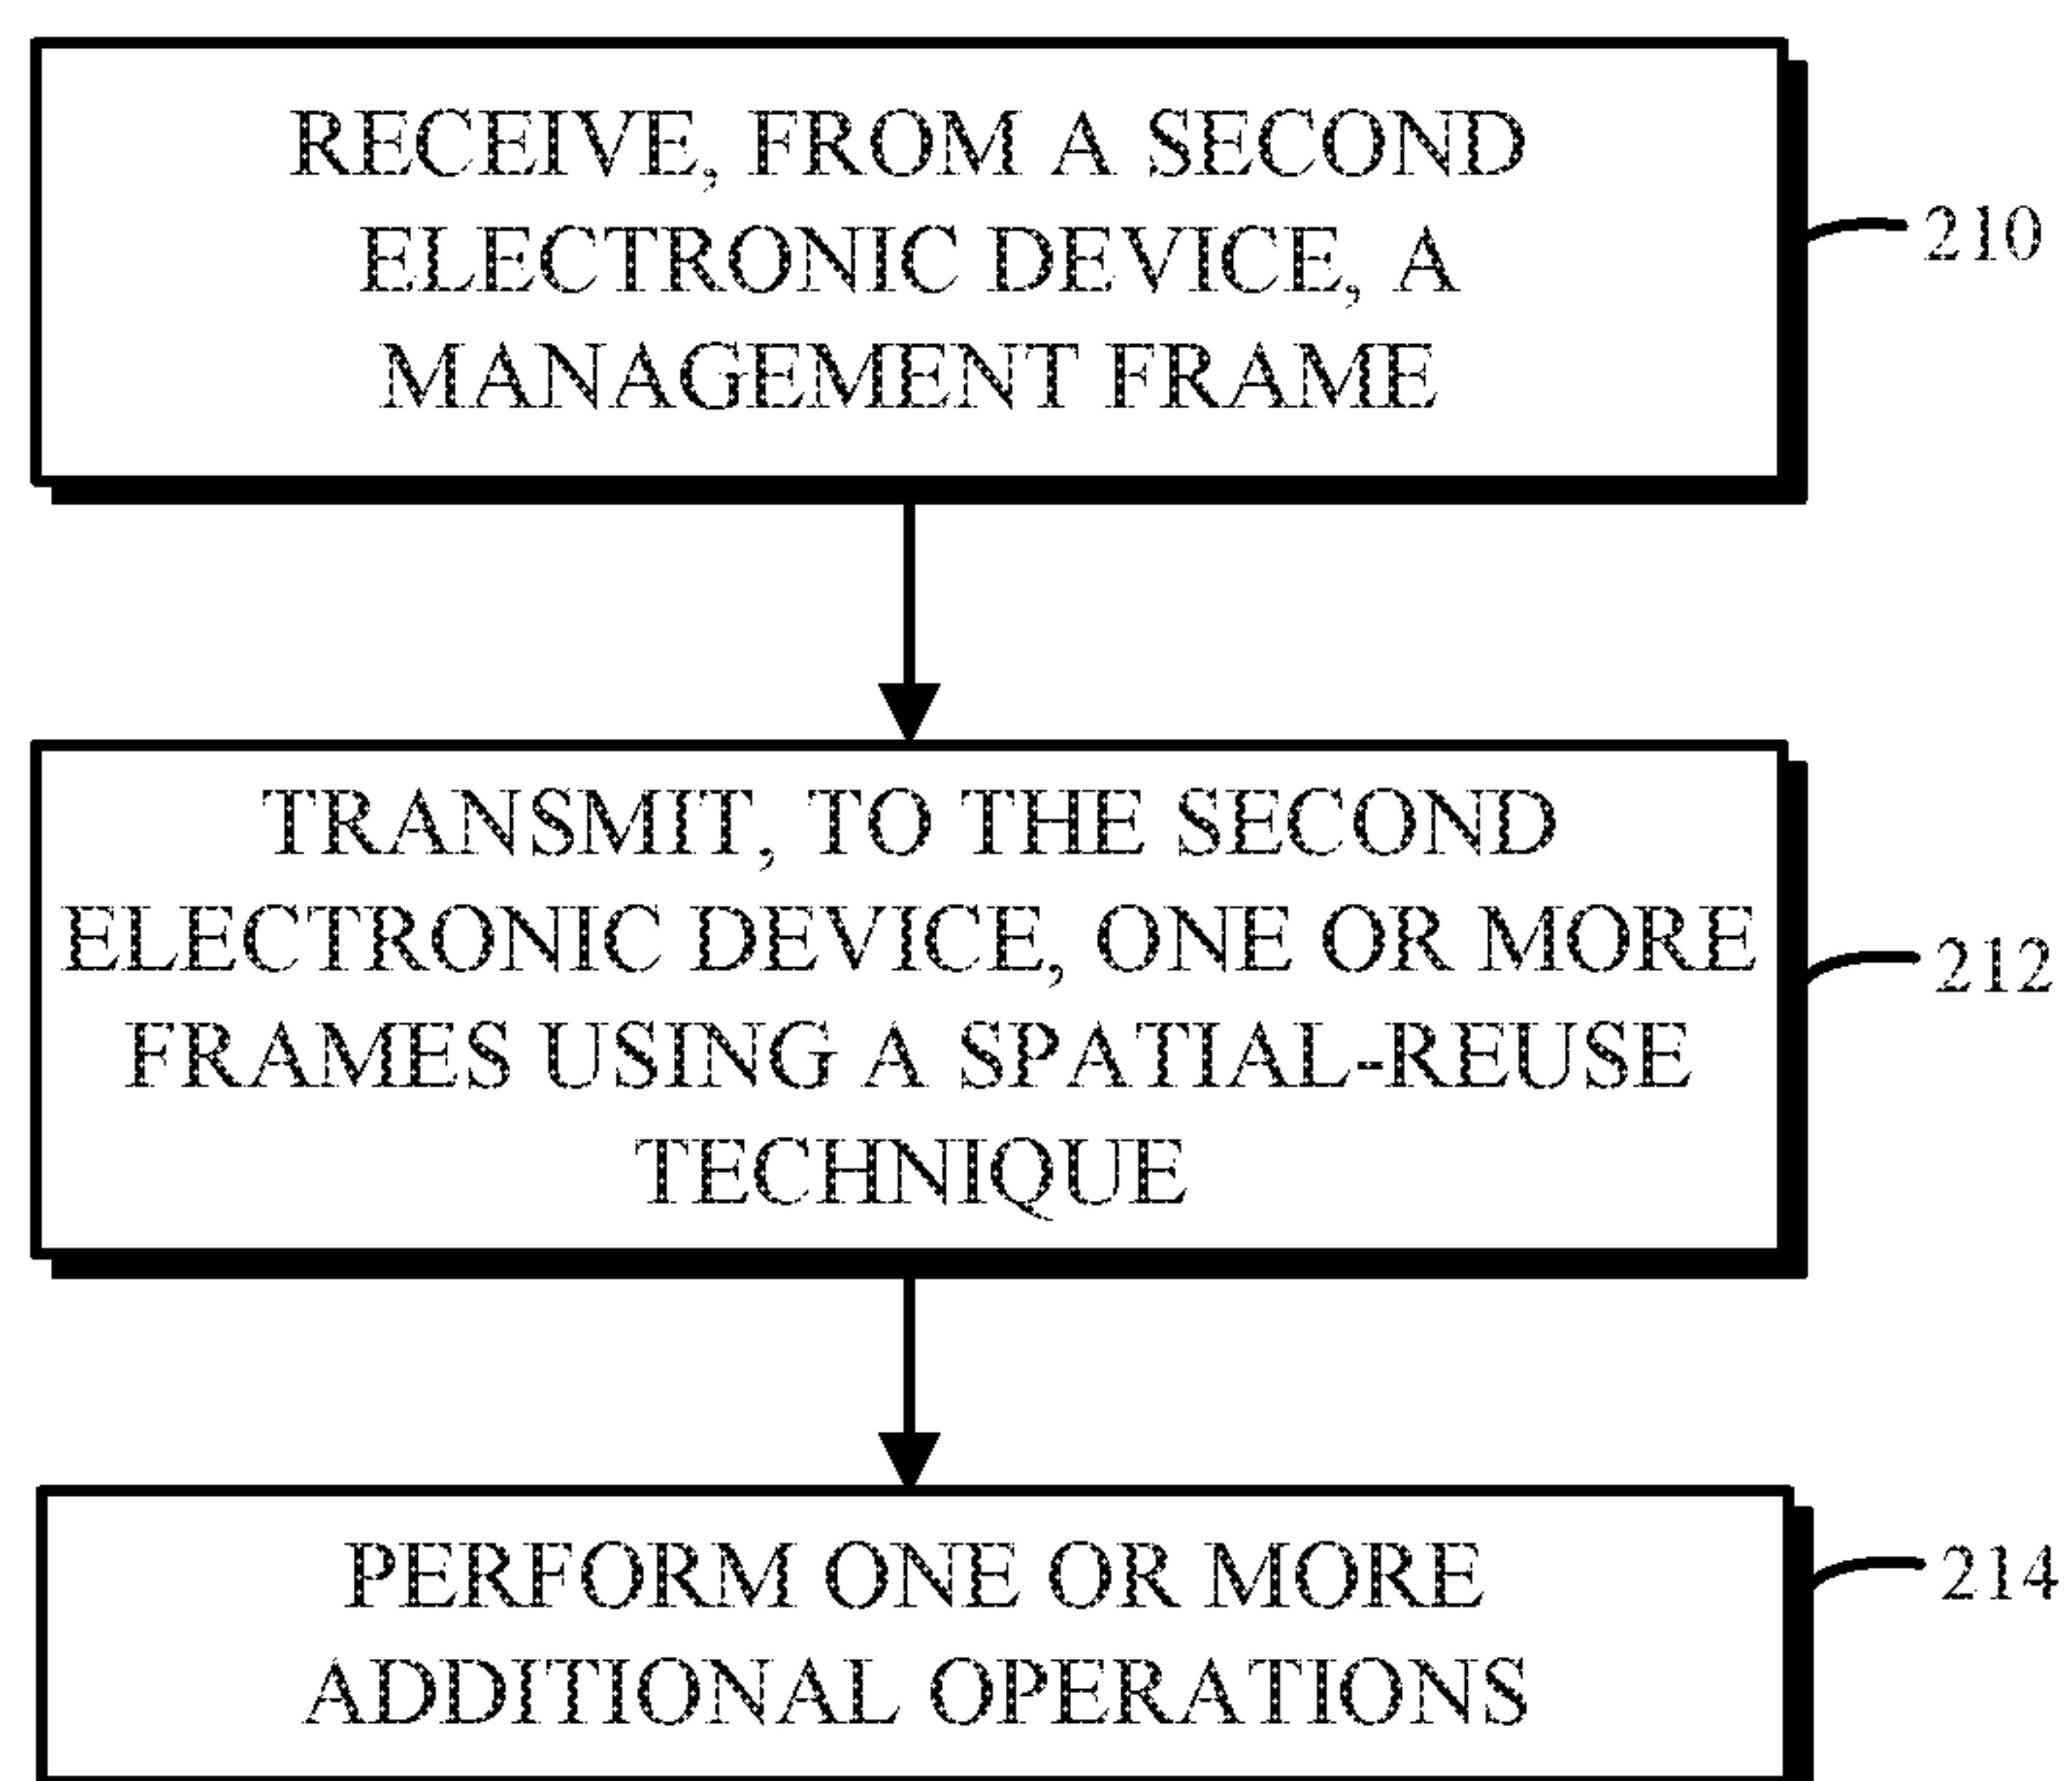 RECEIVE, FROM A SECOND
ELECTRONIC DEVICE, A
MANAGEMENT FRAME
210
TRANSMIT, TO THE SECOND
ELECTRONIC DEVICE, ONE OR MORE
FRAMES USING A SPATIAL-REUSE
TECHNIQUE
212
PERFORM ONE OR MORE
ADDITIONAL OPERATIONS
214